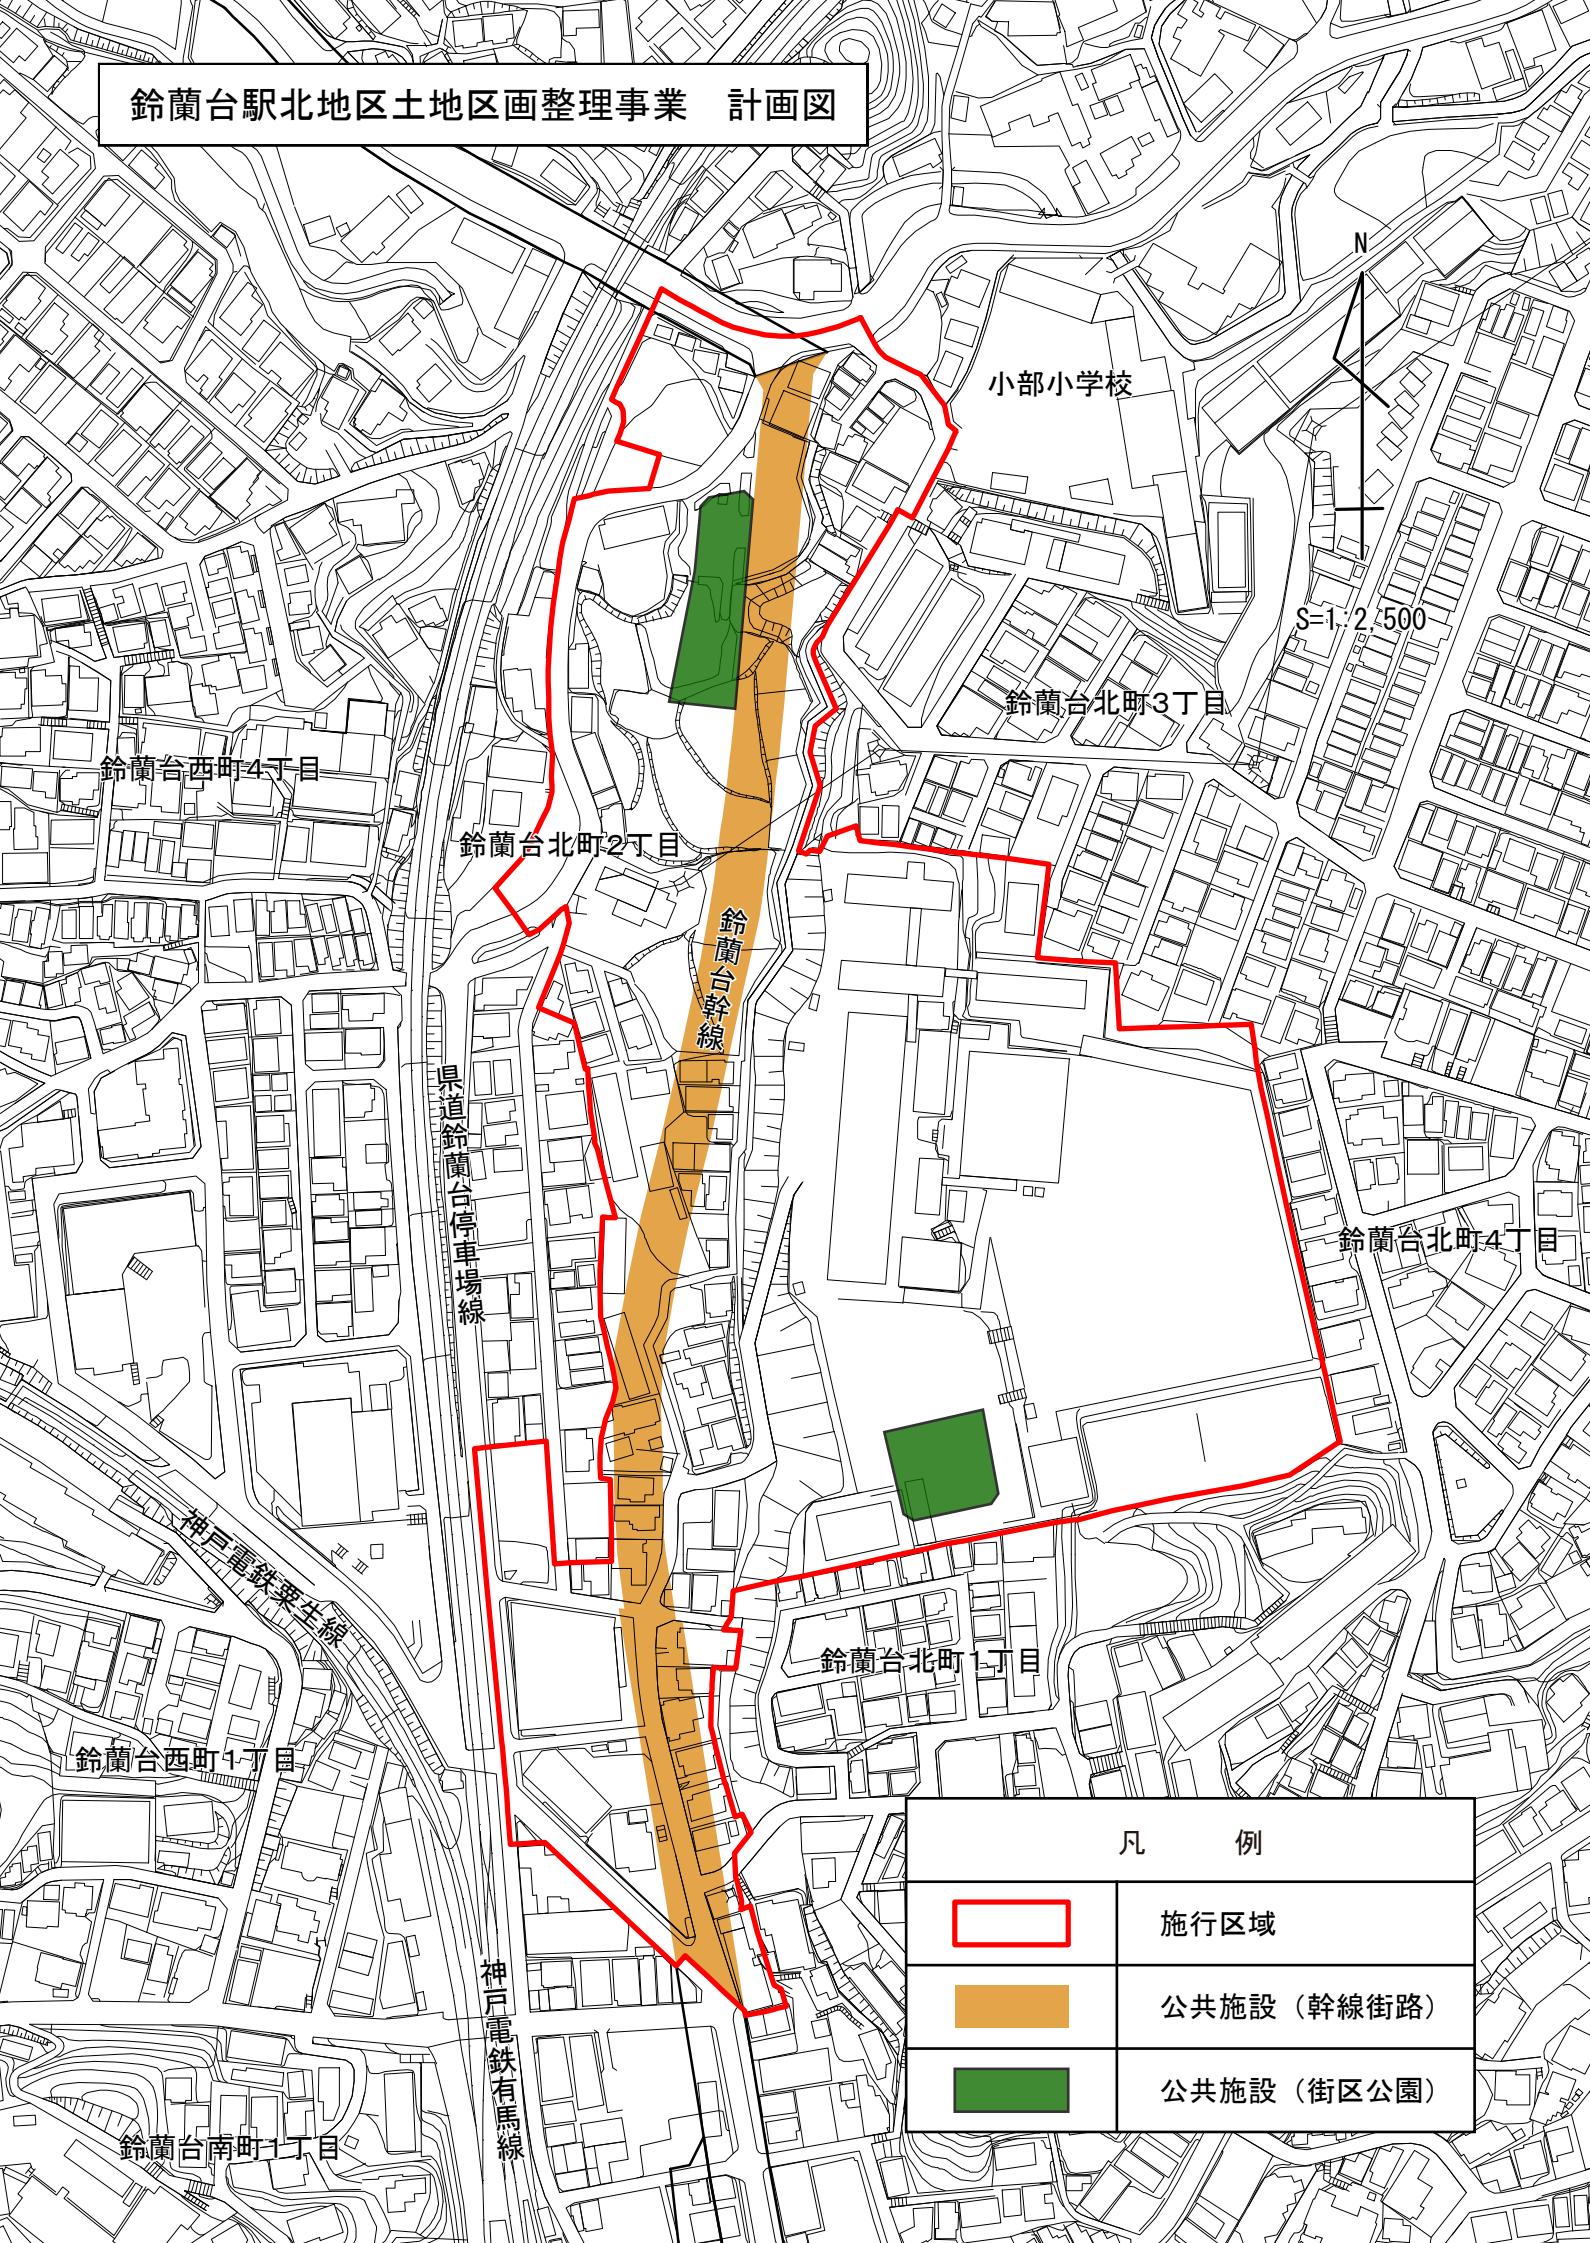 鈴蘭台駅北地区土地区画整理事業　計画図
N
小部小学校
S=1:2,500
鈴蘭台北町3丁目
鈴蘭台西町4丁目
鈴蘭台北町2丁目
鈴蘭台幹線
県道鈴蘭台停車場線
鈴蘭台北町4丁目
神戸電鉄粟生線
鈴蘭台北町1丁目
鈴蘭台西町1丁目
凡　例
施行区域
公共施設（幹線街路）
公共施設（街区公園）
神戸電鉄有馬線
鈴蘭台南町1丁目